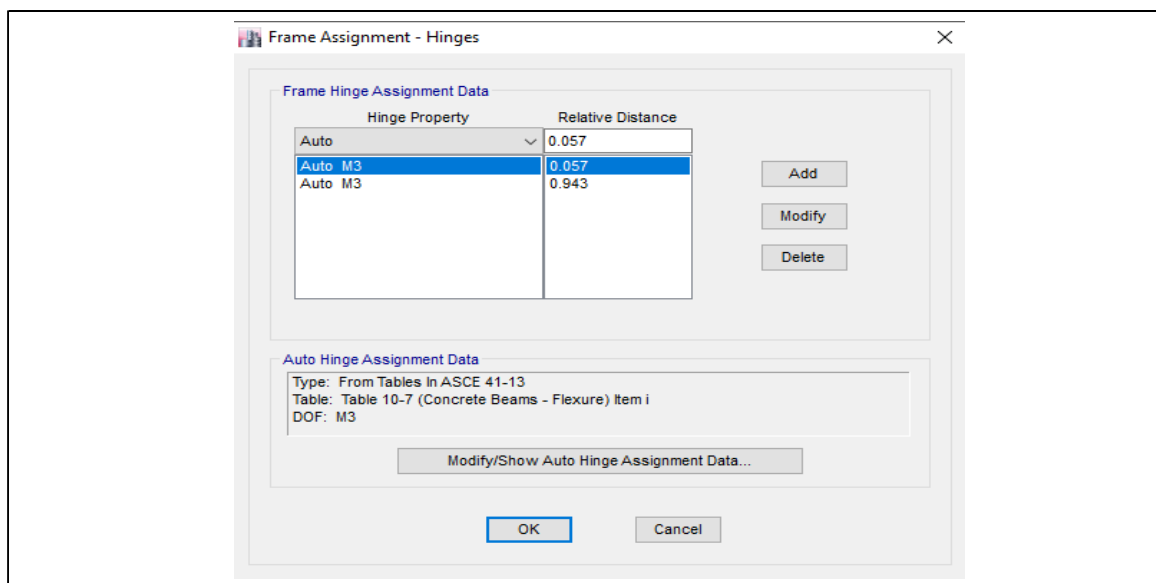 Frame Assignment - Hinges
Frame Hinge Assignment Data
Hinge Property Relative Distance
Auto 0.057
Auto M3 0.057
Auto M3 0.943
Add
Modify
Delete
Auto Hinge Assignment Data
Type: From Tables In ASCE 41-13
Table: Table 10-7 (Concrete Beams - Flexure) Item i
DOF: M3
Modify/Show Auto Hinge Assignment Data...
OK Cancel